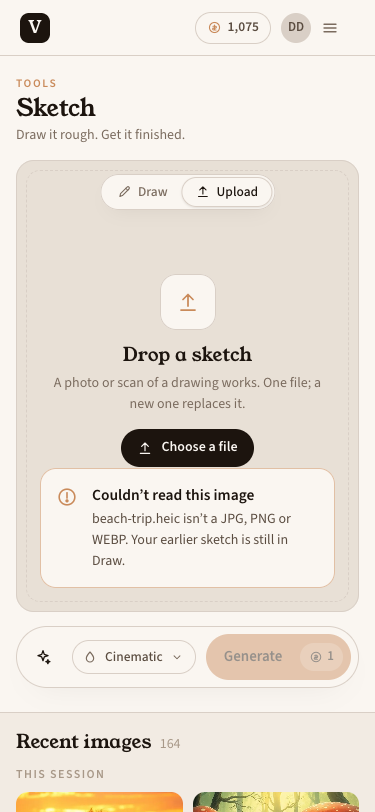 V
1,075
DD
TOOLS
Sketch
Draw it rough. Get it finished.
Draw
Upload
Drop a sketch
A photo or scan of a drawing works. One file; a
new one replaces it.
Choose a file
Couldn’t read this image
beach-trip.heic isn’t a JPG, PNG or
WEBP. Your earlier sketch is still in
Draw.
Cinematic
Generate
1
Recent images 164
THIS SESSION